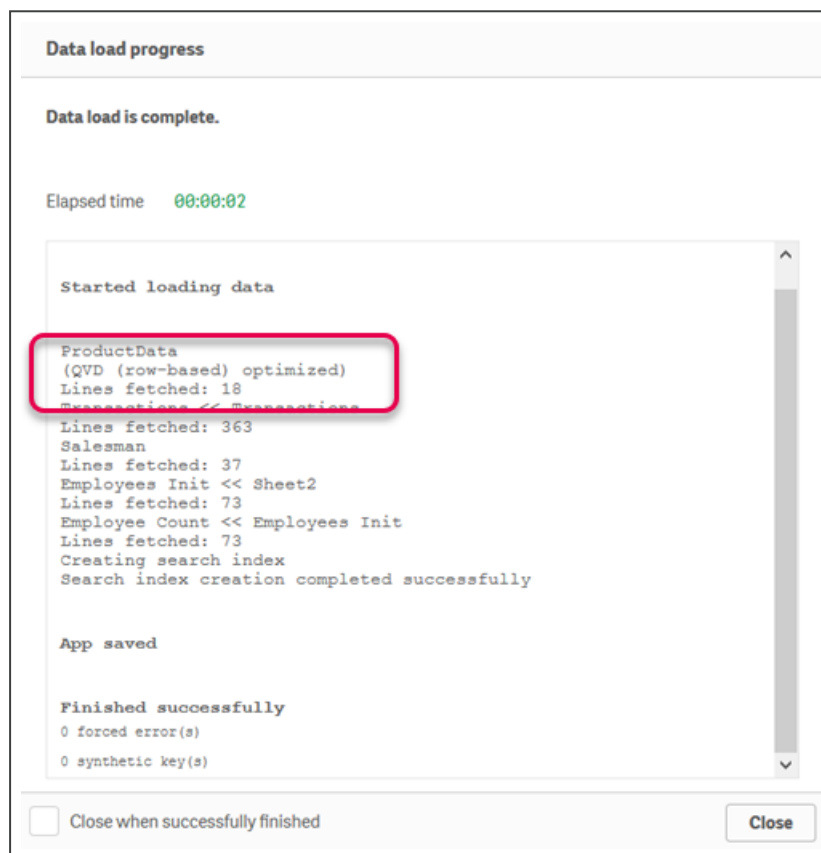 Data load progress
Data load is complete.
Elapsed time 00:00:02
Started loading data
ProductData
(QVD (row-based) optimized)
Lines fetched: 18
Transactions << Transactions
Lines fetched: 363
Salesman
Lines fetched: 37
Employees Init << Sheet2
Lines fetched: 73
Employee Count << Employees Init
Lines fetched: 73
Creating search index
Search index creation completed successfully
App saved
Finished successfully
0 forced error(s)
0 synthetic key(s)
Close when successfully finished
Close